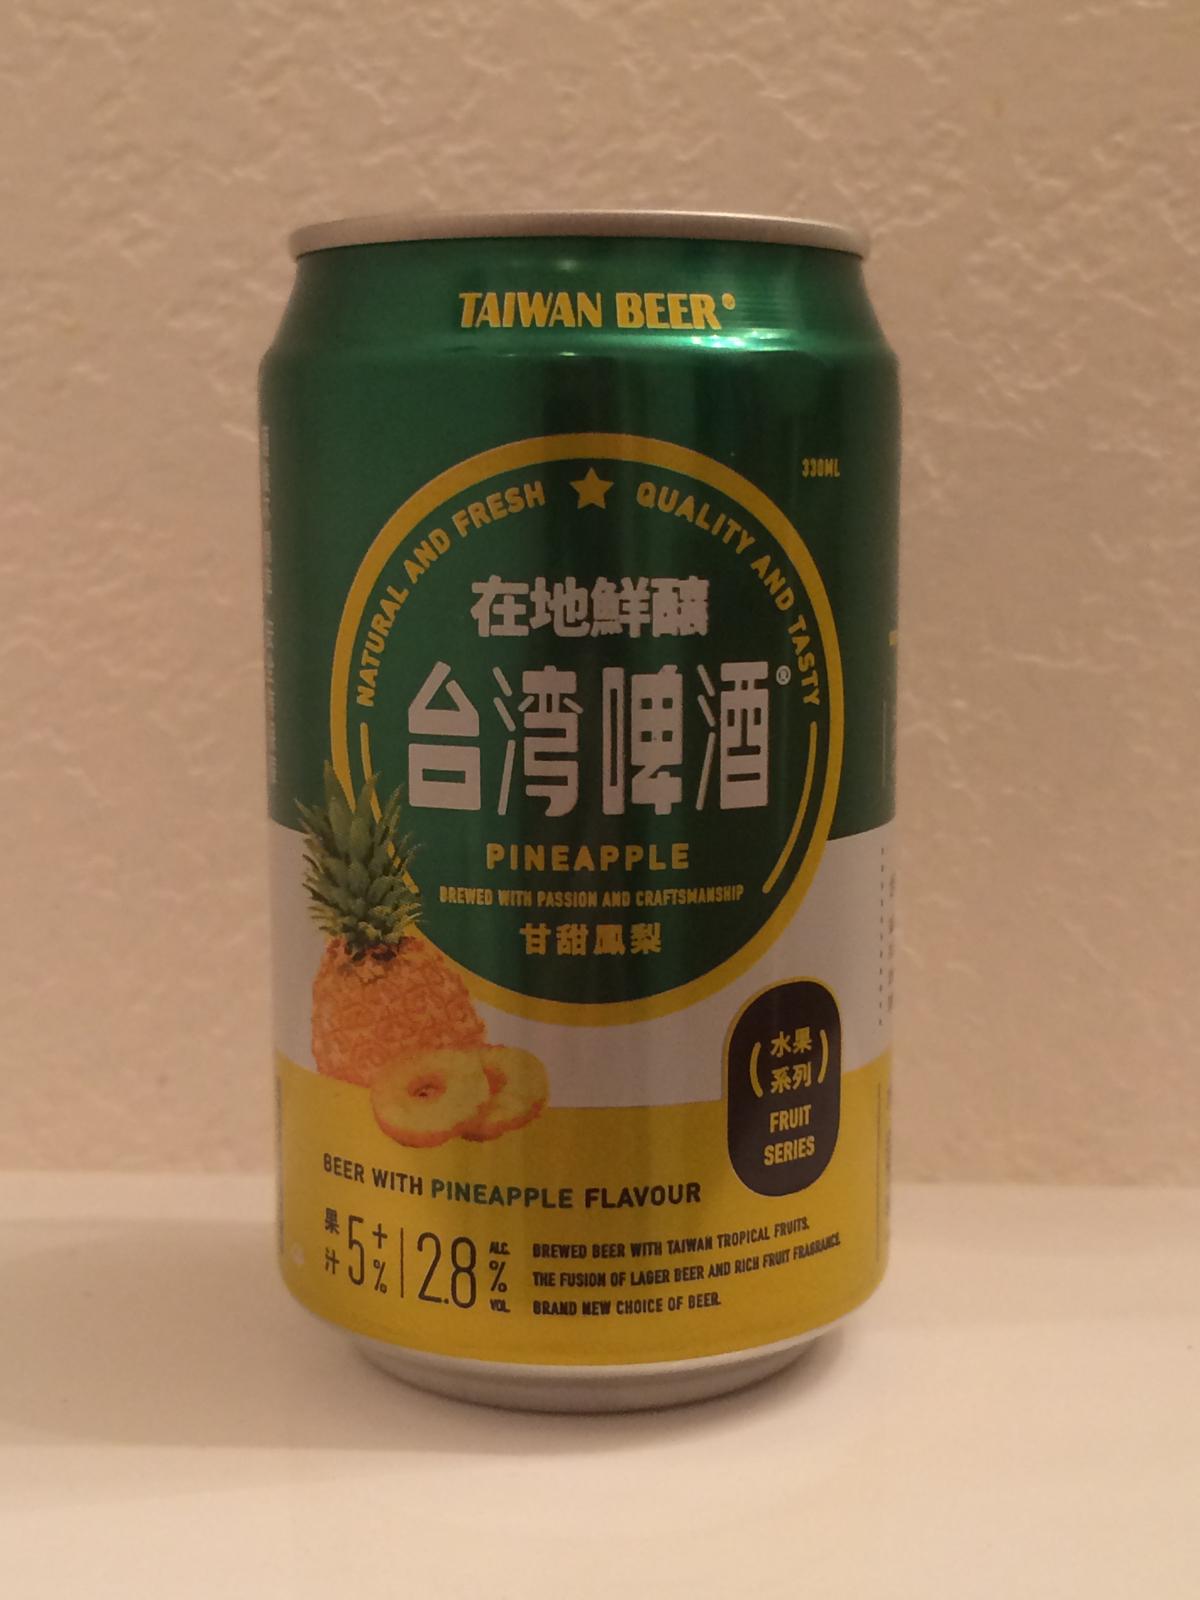 TAIWAN BEER®
330ML
NATURAL AND FRESH ★ QUALITY AND TASTY
在地鮮釀
台湾啤酒®
PINEAPPLE
BREWED WITH PASSION AND CRAFTSMANSHIP
甘甜鳳梨
(水果
系列)
FRUIT
SERIES
BEER WITH PINEAPPLE FLAVOUR
果汁 5+% | 2.8 ALC. % VOL.
BREWED BEER WITH TAIWAN TROPICAL FRUITS.
THE FUSION OF LAGER BEER AND RICH FRUIT FRAGRANCE.
BRAND NEW CHOICE OF BEER.